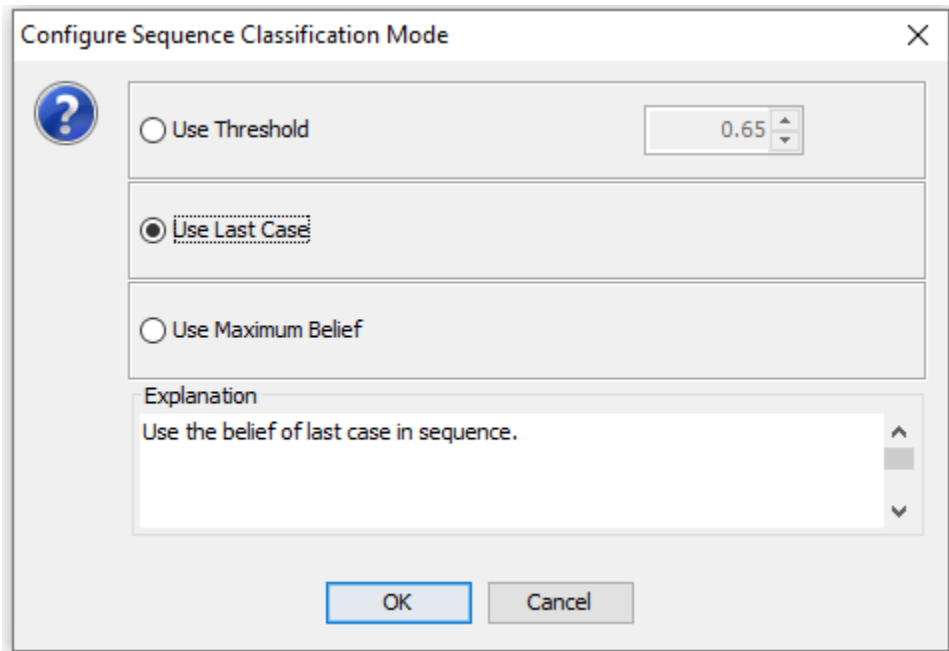 Configure Sequence Classification Mode
Use Threshold
0.65
Use Last Case
Use Maximum Belief
Explanation
Use the belief of last case in sequence.
OK
Cancel